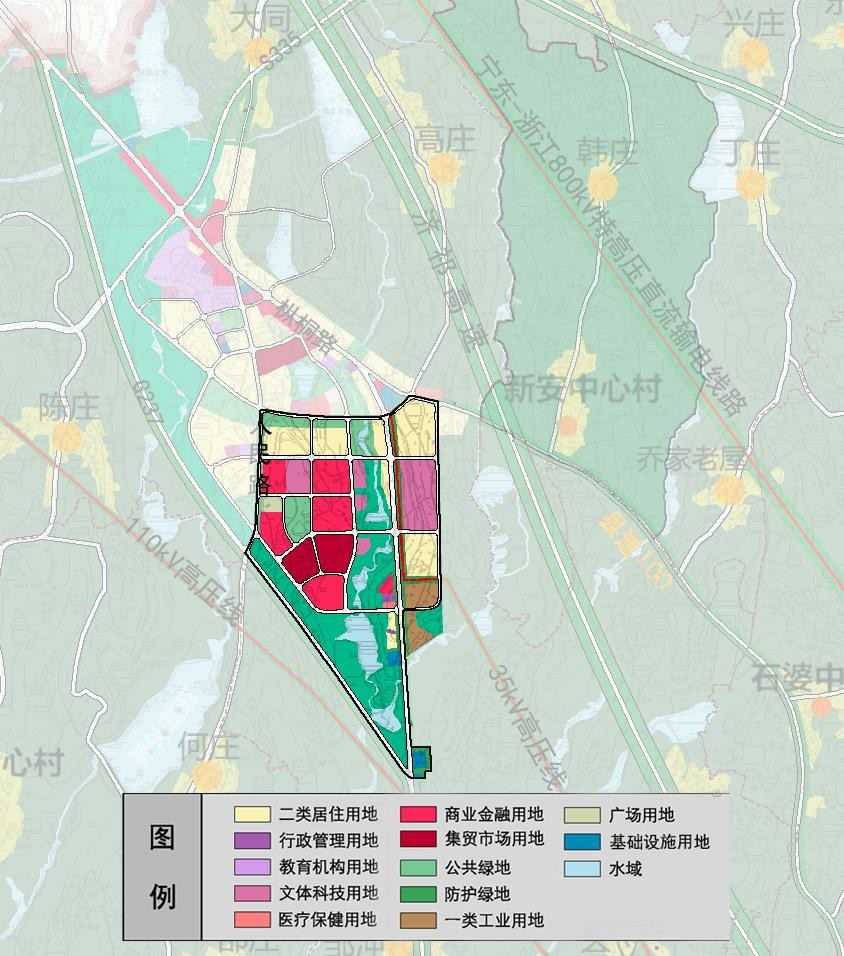 大同
S335
兴庄
宁东-浙江800kV特高压直流输电线路
高庄
韩庄
丁庄
济祁高速
枞桐路
G237
新安中心村
陈庄
人民路
乔家老屋
110kV高压线
县道100
35kV高压线
石婆中
何庄
心村
图例
二类居住用地
行政管理用地
教育机构用地
文体科技用地
医疗保健用地
商业金融用地
集贸市场用地
公共绿地
防护绿地
一类工业用地
广场用地
基础设施用地
水域